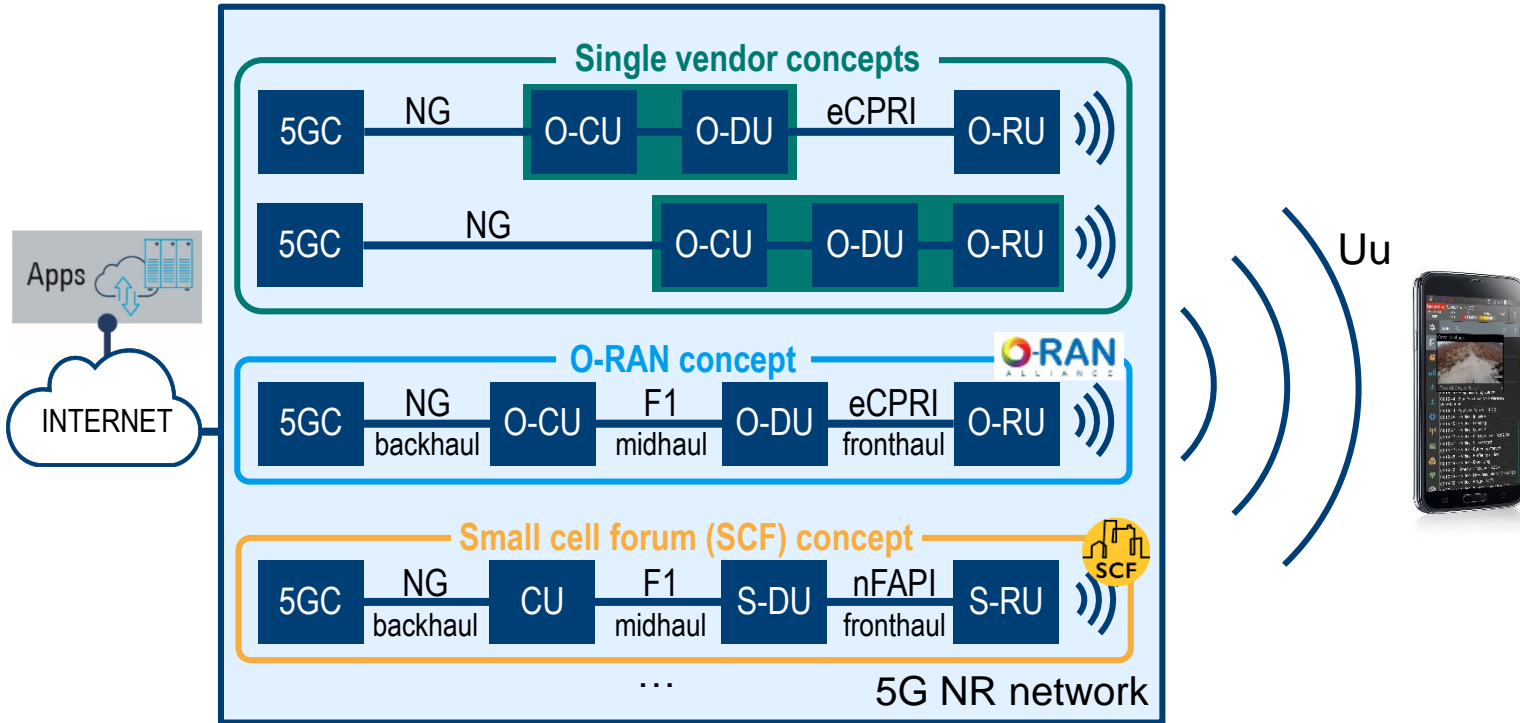 Single vendor concepts
5GC NG O-CU O-DU eCPRI O-RU
5GC NG O-CU O-DU O-RU
Uu
Apps
INTERNET
O-RAN concept
O-RAN
ALLIANCE
5GC NG O-CU F1 O-DU eCPRI O-RU
backhaul midhaul fronthaul
Small cell forum (SCF) concept
SCF
5GC NG CU F1 S-DU nFAPI S-RU
backhaul midhaul fronthaul
...
5G NR network